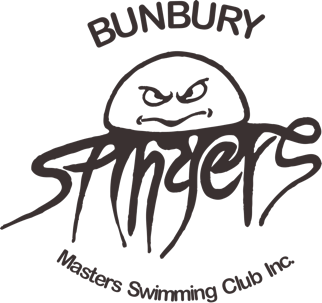 BUNBURY
Stingers
Masters Swimming Club Inc.